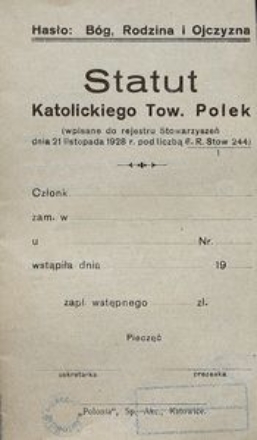 Hasło: Bóg, Rodzina i Ojczyzna
Statut
Katolickiego Tow. Polek
(wpisane do rejestru Stowarzyszeń
dnia 21 listopada 1928 r. pod liczbą R. Stow 244)
Członk
zam. w
u Nr.
wstąpiła dnia 19
zapł. wstępnego zł.
Pieczęć
sekretarka prezeska
„Polonia", Sp. Akc., Katowice.